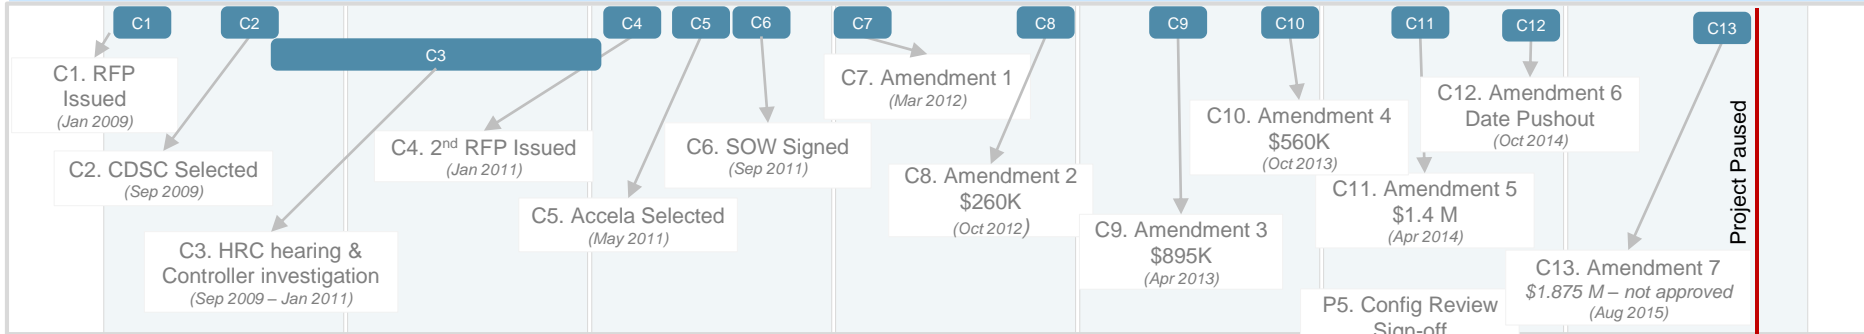 C1
C2
C3
C4
C5
C6
C7
C8
C9
C10
C11
C12
C13
C1. RFP
Issued
(Jan 2009)
C2. CDSC Selected
(Sep 2009)
C3. HRC hearing &
Controller investigation
(Sep 2009 – Jan 2011)
C4. 2nd RFP Issued
(Jan 2011)
C5. Accela Selected
(May 2011)
C6. SOW Signed
(Sep 2011)
C7. Amendment 1
(Mar 2012)
C8. Amendment 2
$260K
(Oct 2012)
C9. Amendment 3
$895K
(Apr 2013)
C10. Amendment 4
$560K
(Oct 2013)
C11. Amendment 5
$1.4 M
(Apr 2014)
C12. Amendment 6
Date Pushout
(Oct 2014)
C13. Amendment 7
$1.875 M – not approved
(Aug 2015)
P5. Config Review
Sign-off
Project Paused